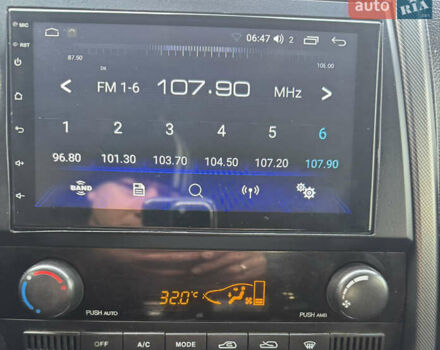 auto RIA
.com
MIC
RST
06:47 2
87.50 108.00
DX
FM 1-6 107.90 MHz
1 2 3 4 5 6
96.80 101.30 103.70 104.50 107.20 107.90
BAND
32.0°C
PUSH AUTO
PUSH AMB
OFF A/C MODE